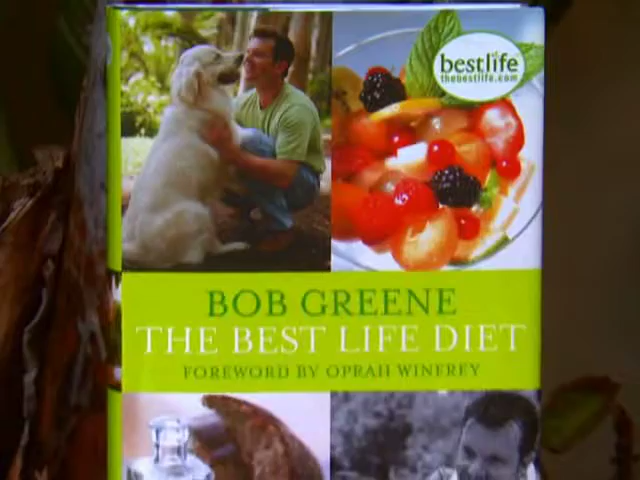 bestlife
thebestlife.com
BOB GREENE
THE BEST LIFE DIET
FOREWORD BY OPRAH WINFREY